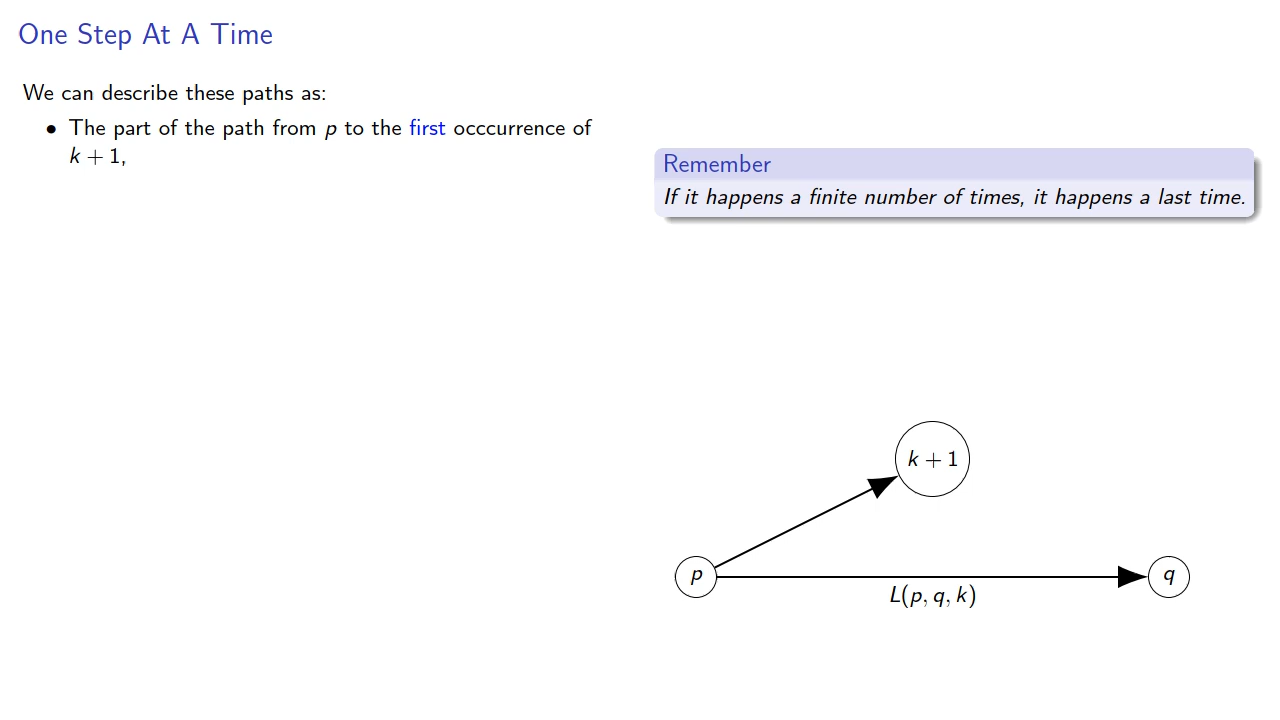 One Step At A Time
We can describe these paths as:
• The part of the path from p to the first occcurrence of
k + 1,
Remember
If it happens a finite number of times, it happens a last time.
k + 1
p
q
L(p, q, k)